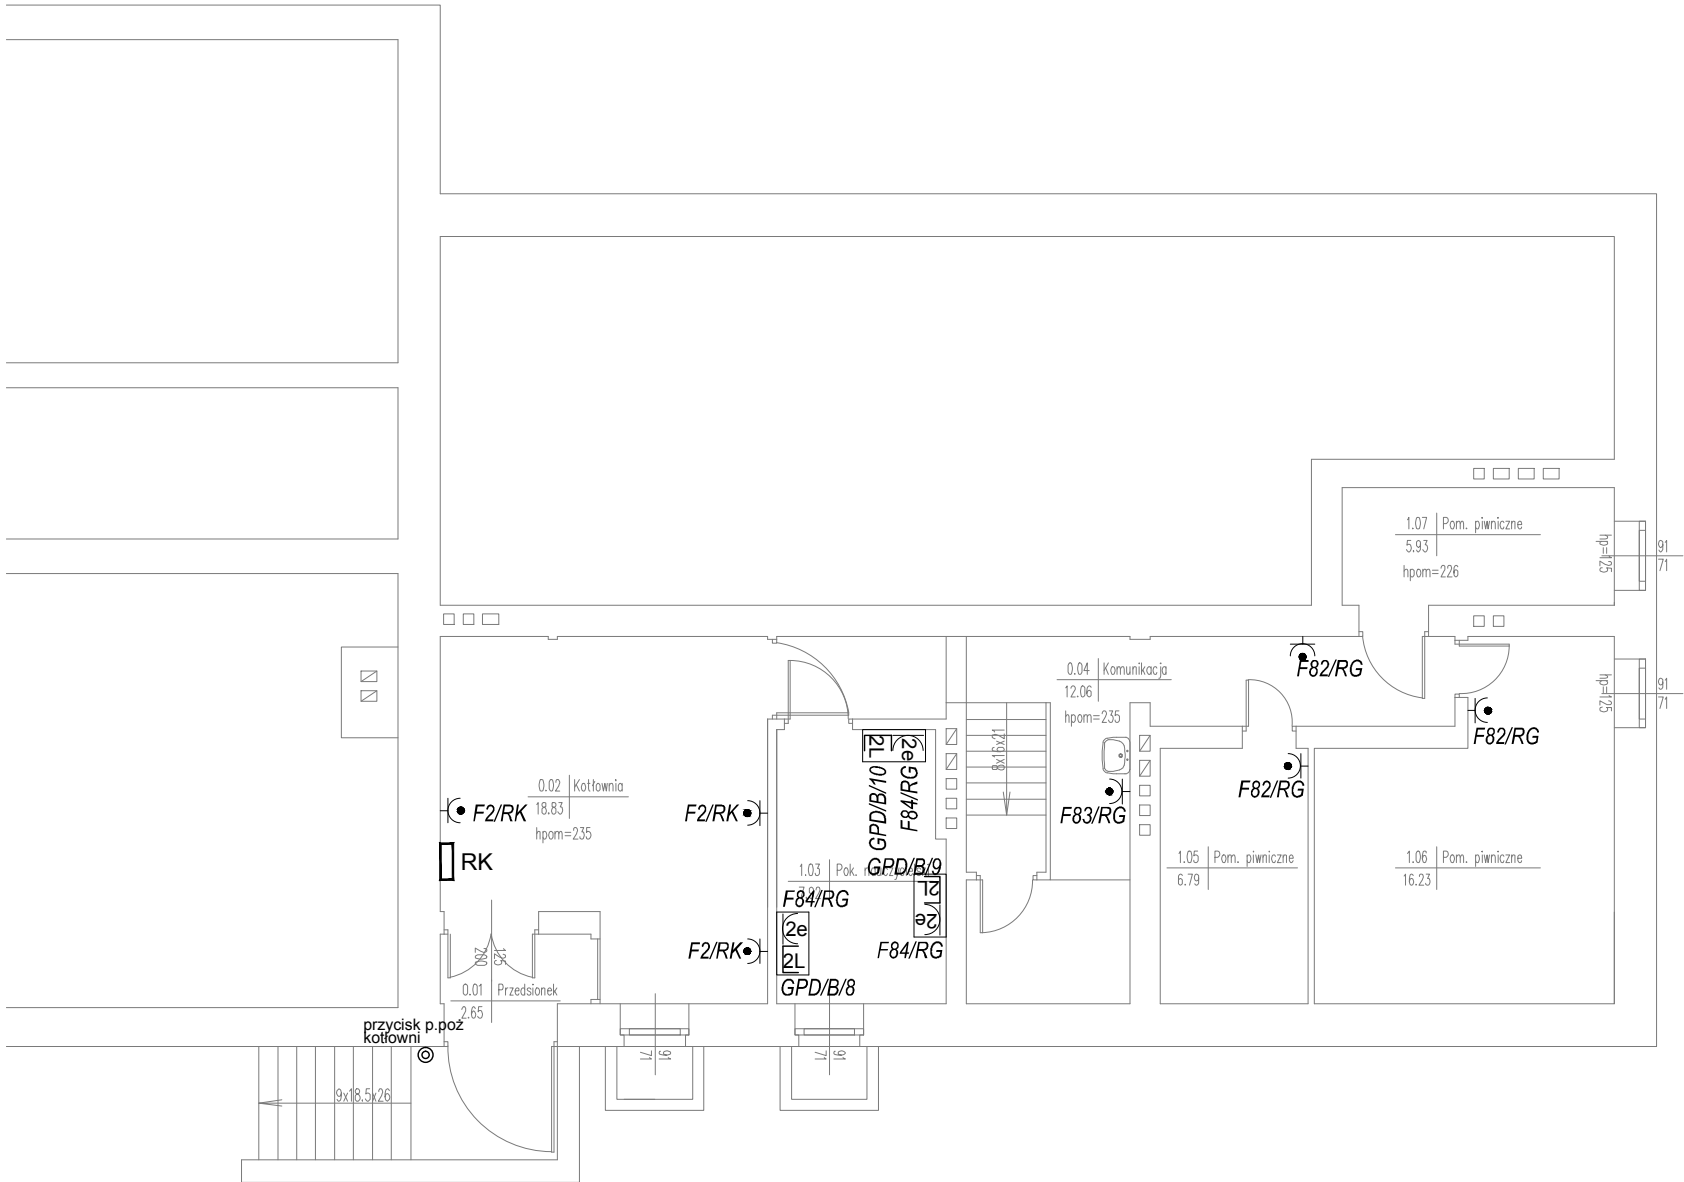 1.07 Pom. piwniczne
5.93
hpom=226
hp=125
91
71
F82/RG
0.04 Komunikacja
12.06
hpom=235
hp=125
91
71
F82/RG
8x16x21
2L
2e
GPD/B/10
F84/RG
F82/RG
F83/RG
0.02 Kotłownia
18.83
hpom=235
F2/RK
F2/RK
RK
1.03 Pok.
GPD/B/9
2L
2e
F84/RG
F84/RG
2e
2L
GPD/B/8
1.05 Pom. piwniczne
6.79
1.06 Pom. piwniczne
16.23
F2/RK
125
200
0.01 Przedsionek
2.65
przycisk p.poż
kotłowni
91
71
91
71
9x18.5x26